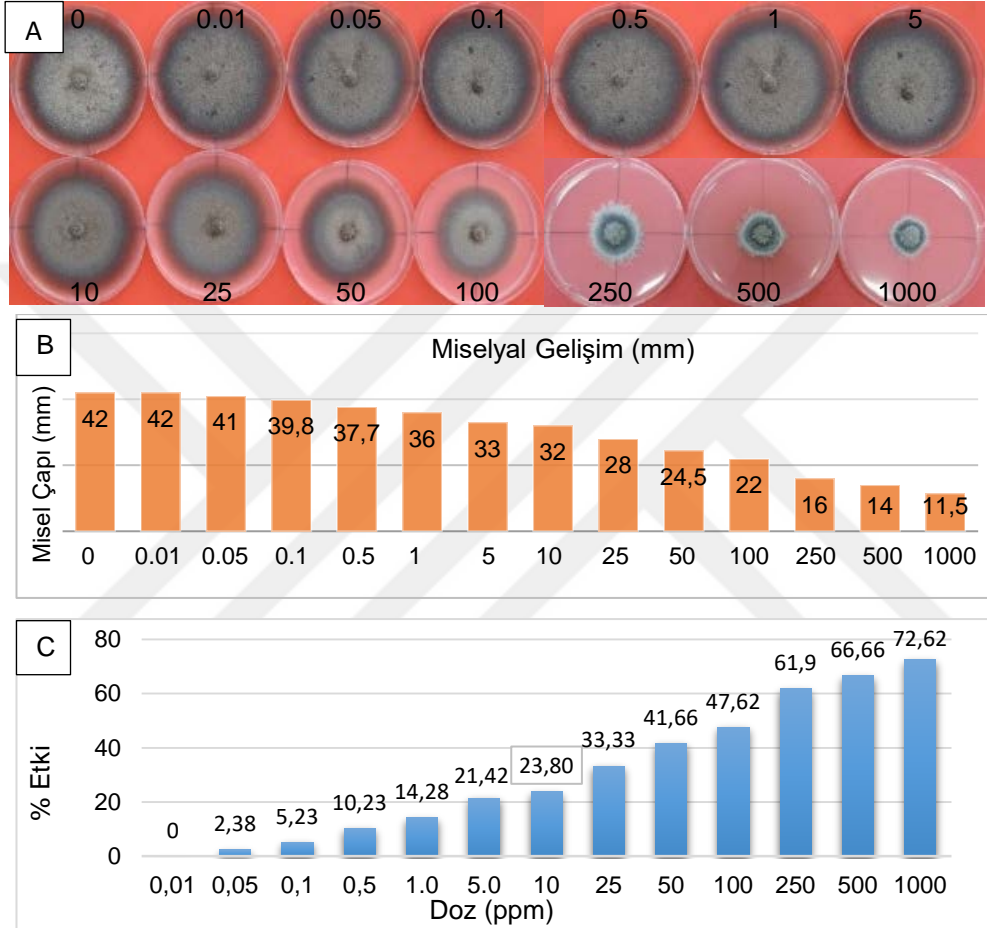 A
0 0.01 0.05 0.1 0.5 1 5
10 25 50 100 250 500 1000
B
Miselyal Gelişim (mm)
Misel Çapı (mm)
42 42 41 39,8 37,7 36 33 32 28 24,5 22 16 14 11,5
0 0.01 0.05 0.1 0.5 1 5 10 25 50 100 250 500 1000
C
% Etki
80
60
40
20
0
0 2,38 5,23 10,23 14,28 21,42 23,80 33,33 41,66 47,62 61,9 66,66 72,62
0,01 0,05 0,1 0,5 1.0 5.0 10 25 50 100 250 500 1000
Doz (ppm)